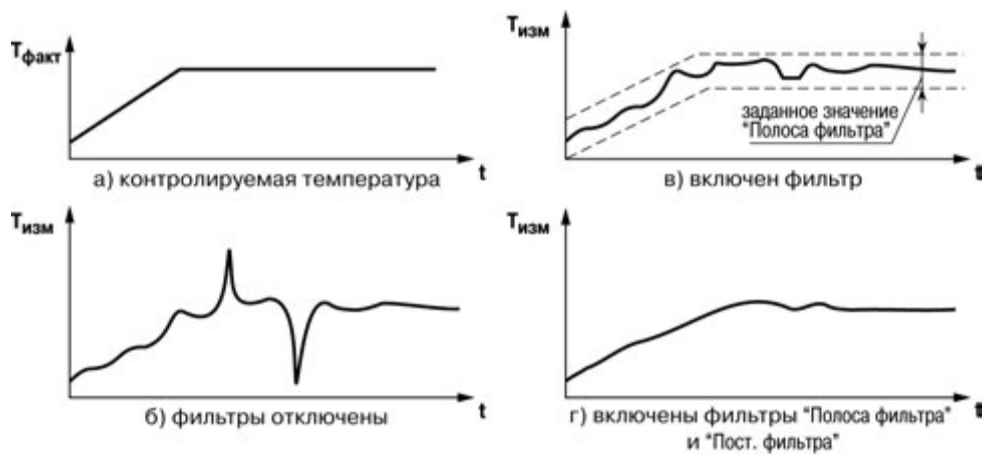 Tфакт
t
а) контролируемая температура
Tизм
заданное значение
"Полоса фильтра"
t
в) включен фильтр
Tизм
t
б) фильтры отключены
Tизм
t
г) включены фильтры "Полоса фильтра"
и "Пост. фильтра"